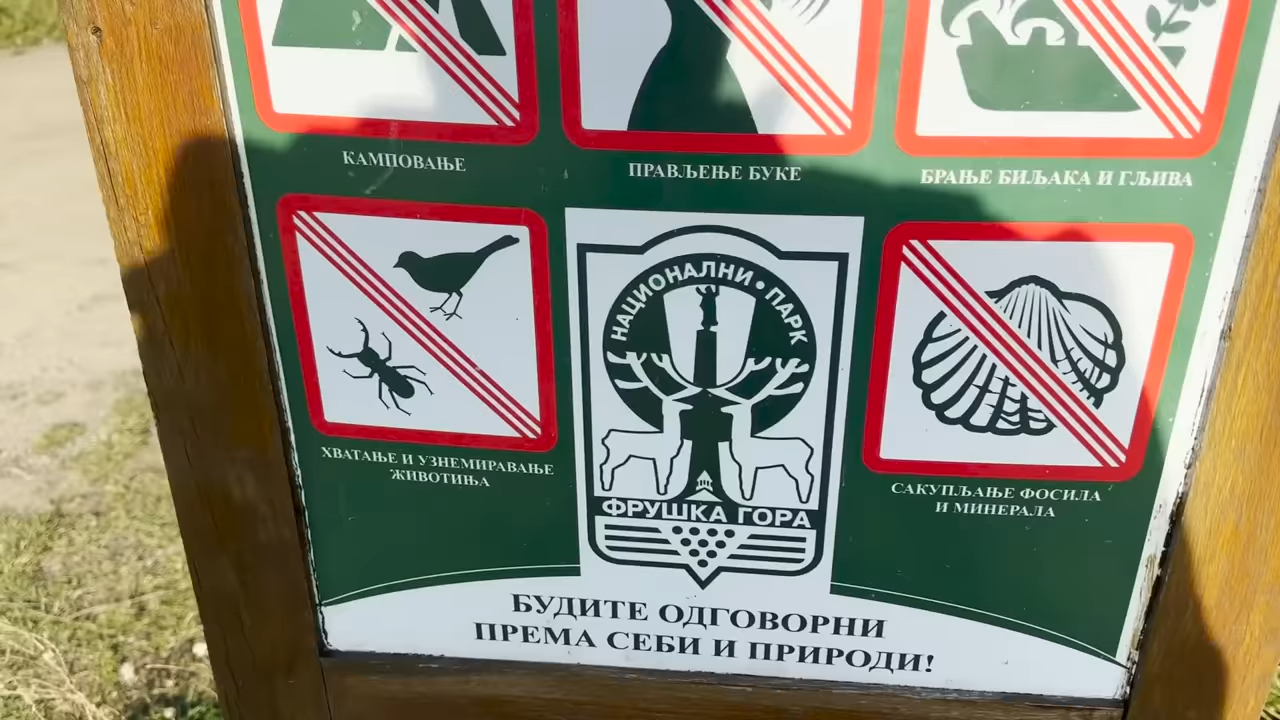 КАМПОВАЊЕ
ПРАВЉЕЊЕ БУКЕ
БРАЊЕ БИЉАКА И ГЉИВА
ХВАТАЊЕ И УЗНЕМИРАВАЊЕ
ЖИВОТИЊА
НАЦИОНАЛНИ • ПАРК
ФРУШКА ГОРА
САКУПЉАЊЕ ФОСИЛА
И МИНЕРАЛА
БУДИТЕ ОДГОВОРНИ
ПРЕМА СЕБИ И ПРИРОДИ!